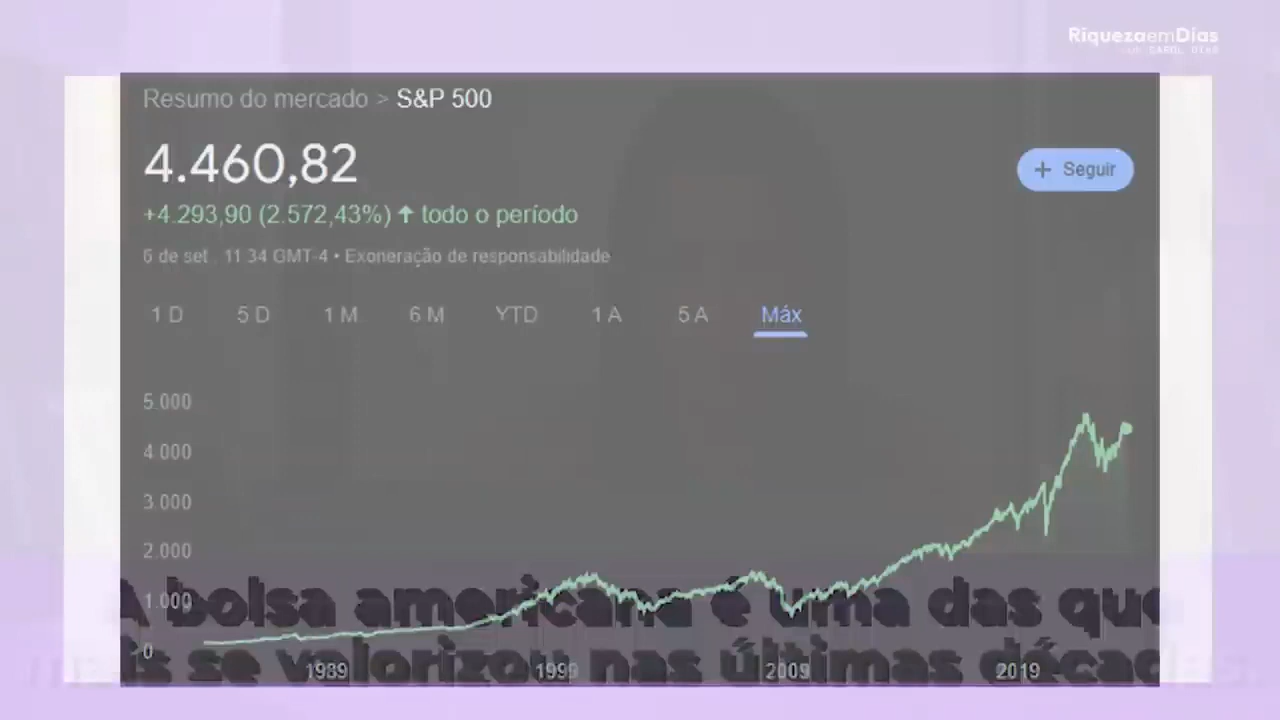 RiquezaemDias
CAROL DIAS
Resumo do mercado > S&P 500
4.460,82
+ Seguir
+4.293,90 (2.572,43%) ↑ todo o período
6 de set., 11:34 GMT-4 • Exoneração de responsabilidade
1 D 5 D 1 M 6 M YTD 1 A 5 A Máx
5.000
4.000
3.000
2.000
1.000
0
1989 1999 2009 2019
A bolsa americana é uma das que
mais se valorizou nas últimas décadas.